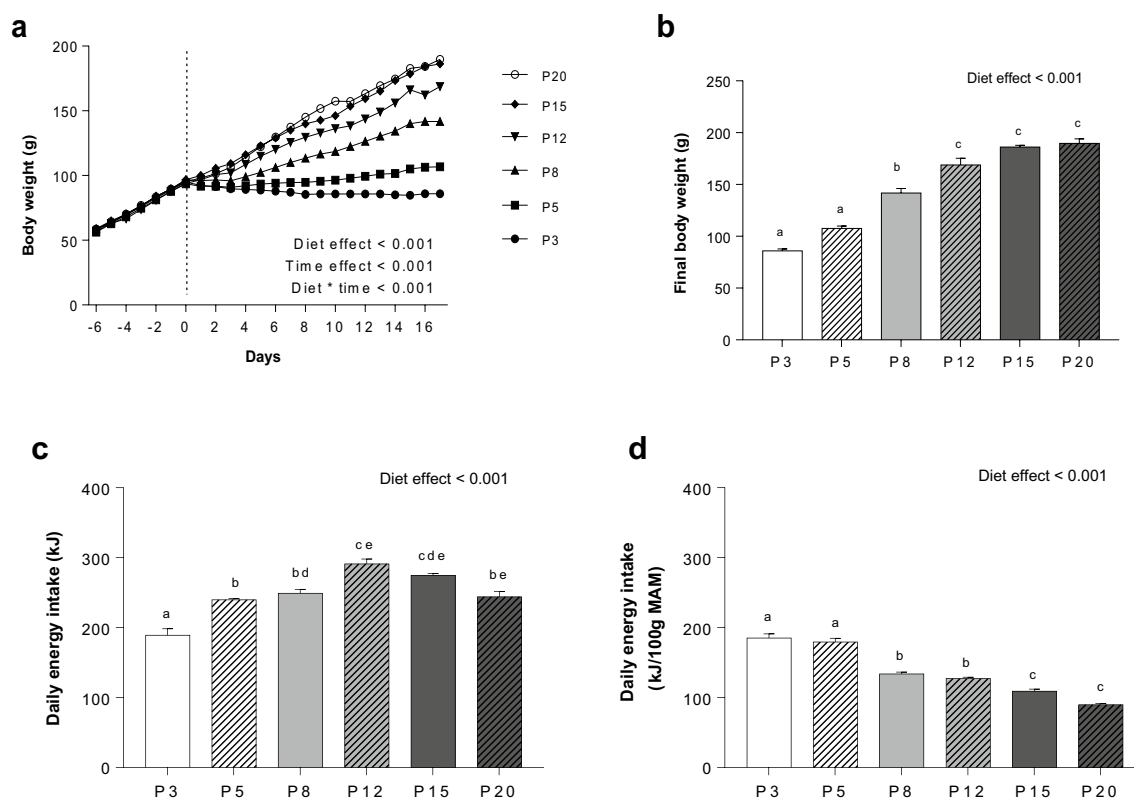 a
200
150
100
50
0
-6 -4 -2 0 2 4 6 8 10 12 14 16
Body weight (g)
Days
Diet effect < 0.001
Time effect < 0.001
Diet * time < 0.001
P20
P15
P12
P8
P5
P3
b
Diet effect < 0.001
250
200
150
100
50
0
Final body weight (g)
a a b c c c
P3 P5 P8 P12 P15 P20
c
Diet effect < 0.001
400
300
200
100
0
Daily energy intake (kJ)
a b bd ce cde be
P3 P5 P8 P12 P15 P20
d
Diet effect < 0.001
400
300
200
100
0
Daily energy intake
(kJ/100g MAM)
a a b b c c
P3 P5 P8 P12 P15 P20